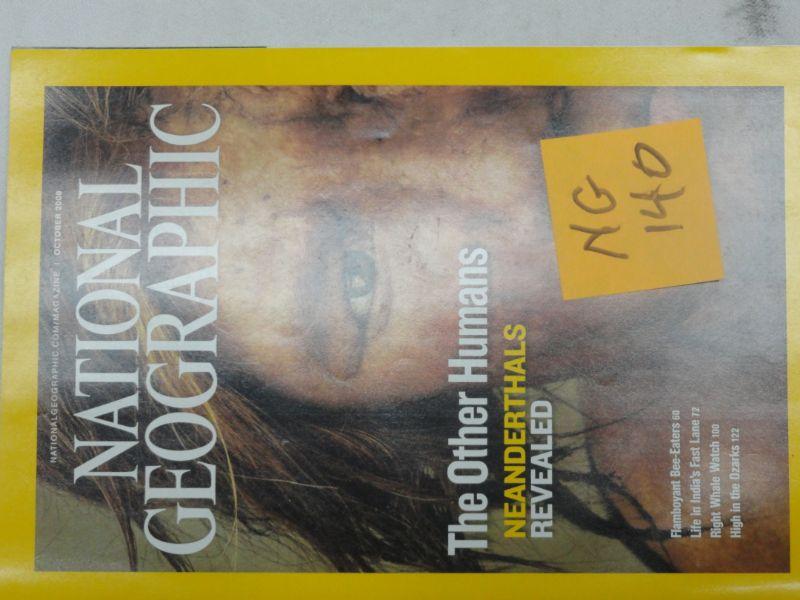 NATIONALGEOGRAPHIC.COM/MAGAZINE | OCTOBER 2008
NATIONAL
GEOGRAPHIC
NG
140
The Other Humans
NEANDERTHALS
REVEALED
Flamboyant Bee-Eaters 60
Life in India's Fast Lane 72
Right Whale Watch 100
High in the Ozarks 122